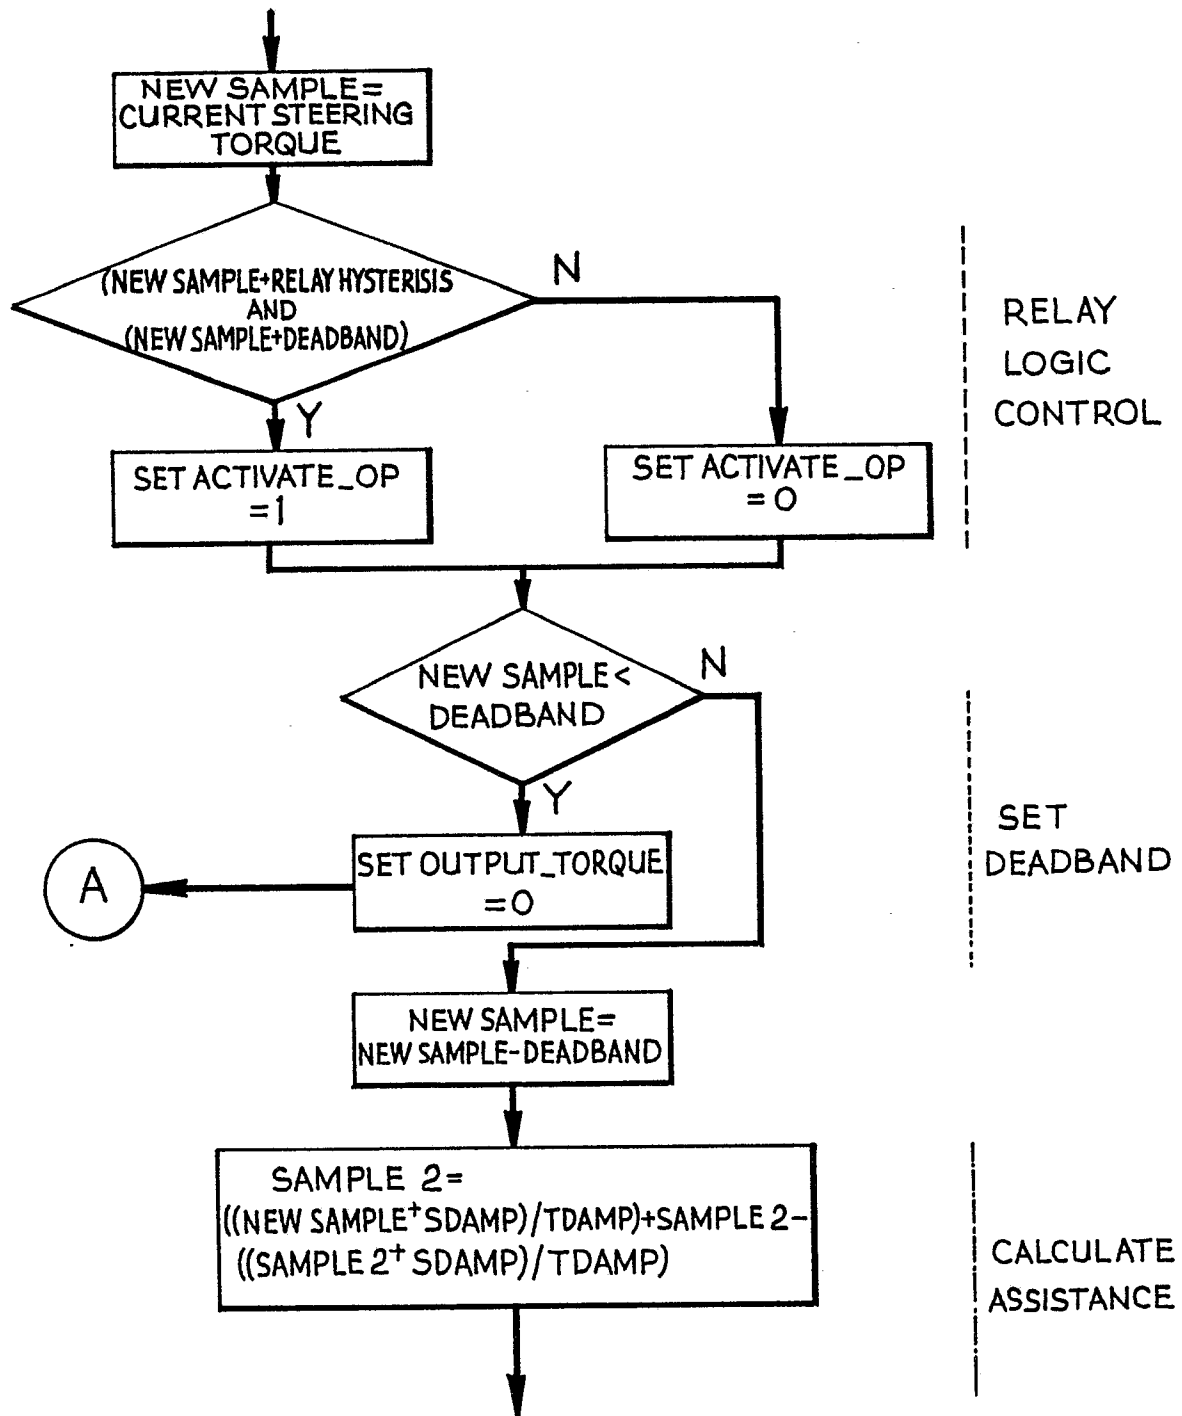 NEW SAMPLE=
CURRENT STEERING
TORQUE
(NEW SAMPLE+RELAY HYSTERISIS
AND
(NEW SAMPLE+DEADBAND)
N
Y
SET ACTIVATE_OP
=1
SET ACTIVATE_OP
=0
RELAY
LOGIC
CONTROL
NEW SAMPLE<
DEADBAND
N
Y
SET OUTPUT_TORQUE
=0
A
SET
DEADBAND
NEW SAMPLE=
NEW SAMPLE-DEADBAND
SAMPLE 2=
((NEW SAMPLE+ SDAMP)/TDAMP)+SAMPLE 2-
((SAMPLE 2+ SDAMP)/TDAMP)
CALCULATE
ASSISTANCE